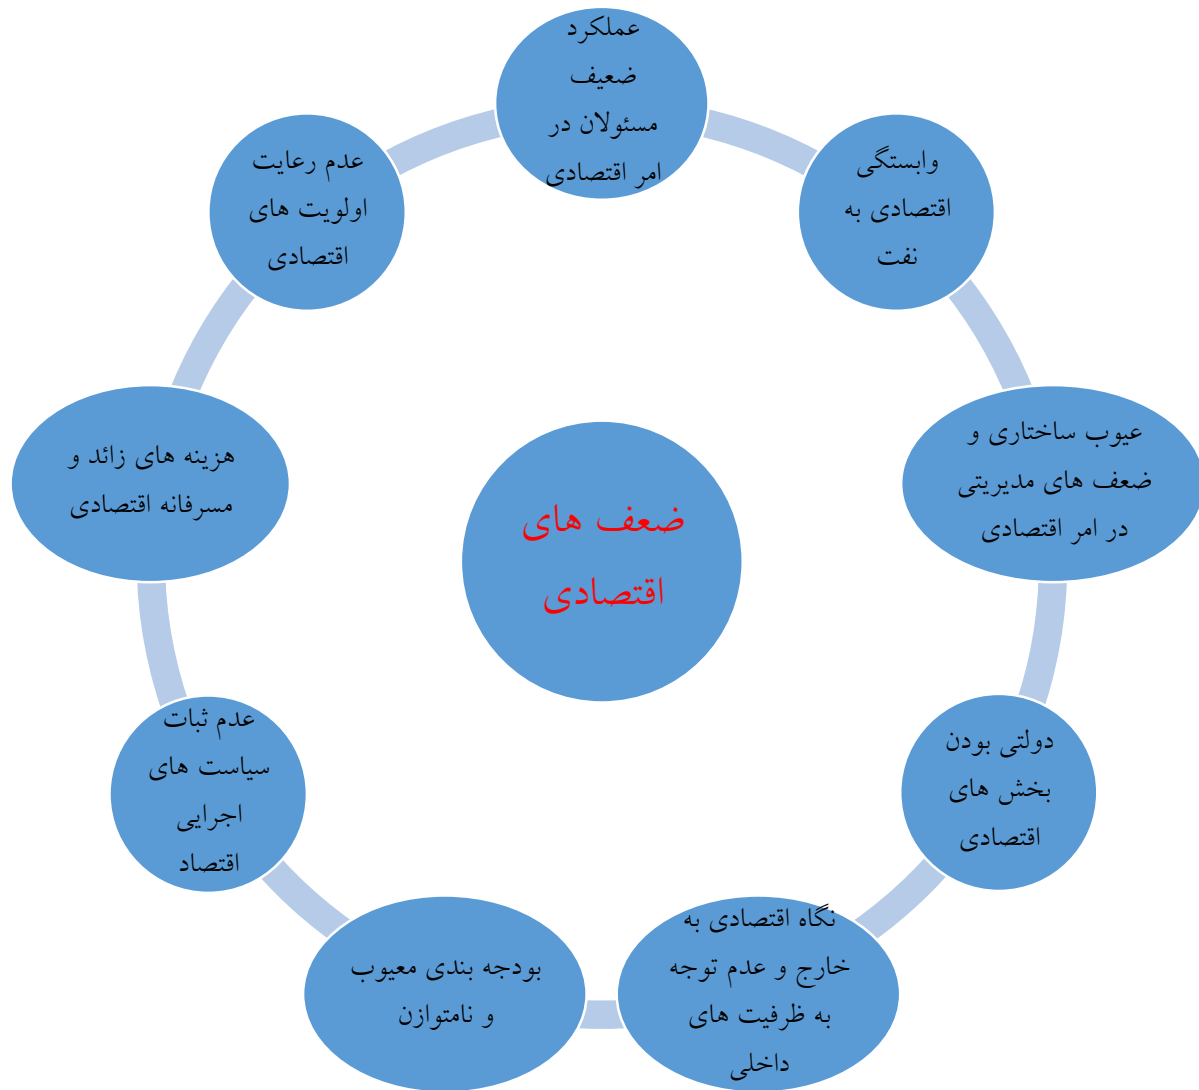 عملکرد
ضعیف
مسئولان در
امر اقتصادی
وابستگی
اقتصادی به
نفت
عیوب ساختاری و
ضعف های مدیریتی
در امر اقتصادی
دولتی بودن
بخش های
اقتصادی
نگاه اقتصادی به
خارج و عدم توجه
به ظرفیت های
داخلی
بودجه بندی معیوب
و نامتوازن
عدم ثبات
سیاست های
اجرایی
اقتصاد
هزینه های زائد و
مسرفانه اقتصادی
عدم رعایت
اولویت های
اقتصادی
ضعف های
اقتصادی